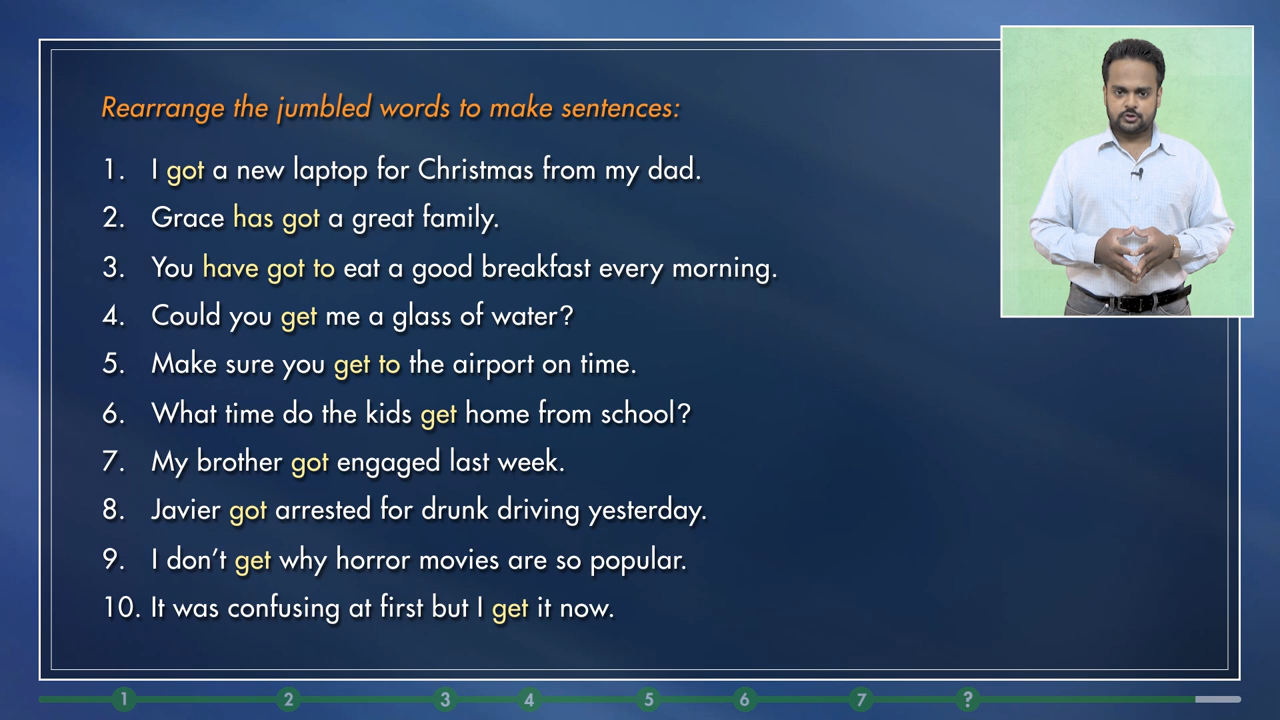 Rearrange the jumbled words to make sentences:
1. I got a new laptop for Christmas from my dad.
2. Grace has got a great family.
3. You have got to eat a good breakfast every morning.
4. Could you get me a glass of water?
5. Make sure you get to the airport on time.
6. What time do the kids get home from school?
7. My brother got engaged last week.
8. Javier got arrested for drunk driving yesterday.
9. I don’t get why horror movies are so popular.
10. It was confusing at first but I get it now.
1 2 3 4 5 6 7 ?